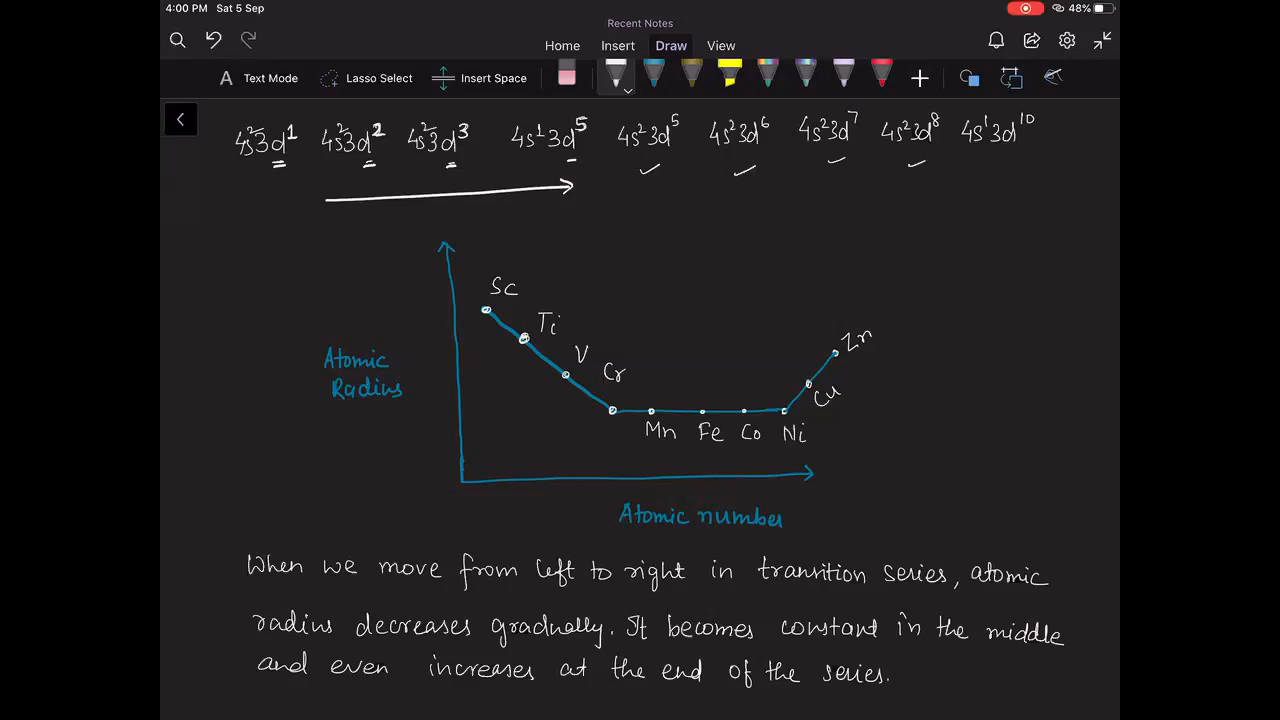 4:00 PM Sat 5 Sep
48%
Recent Notes
Home Insert Draw View
A Text Mode Lasso Select Insert Space
4s²3d¹ 4s²3d² 4s²3d³ 4s¹3d⁵ 4s²3d⁵ 4s²3d⁶ 4s²3d⁷ 4s²3d⁸ 4s¹3d¹⁰
Sc
Ti
V
Cr
Zn
Cu
Atomic
Radius
Mn Fe Co Ni
Atomic number
When we move from left to right in transition series, atomic
radius decreases gradually. It becomes constant in the middle
and even increases at the end of the series.